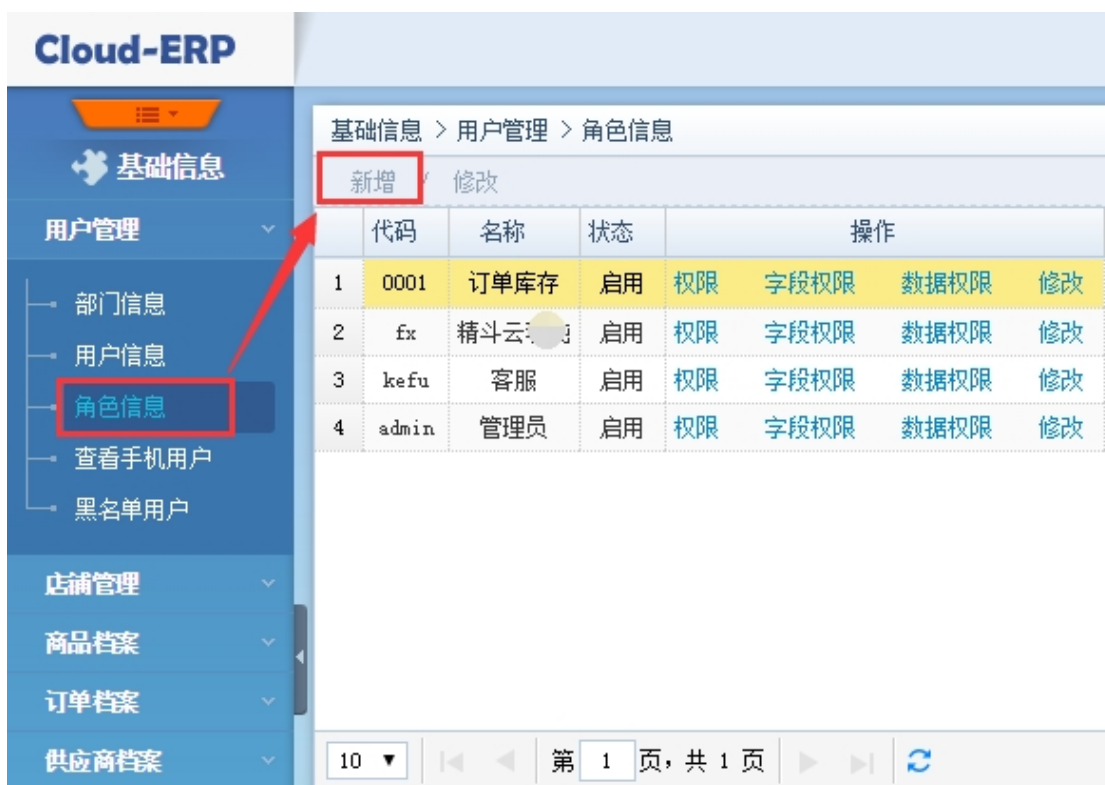 Cloud-ERP
基础信息
用户管理
部门信息
用户信息
角色信息
查看手机用户
黑名单用户
店铺管理
商品档案
订单档案
供应商档案
基础信息 > 用户管理 > 角色信息
新增 / 修改
代码 名称 状态 操作
1 0001 订单库存 启用 权限 字段权限 数据权限 修改
2 fx 精斗云 启用 权限 字段权限 数据权限 修改
3 kefu 客服 启用 权限 字段权限 数据权限 修改
4 admin 管理员 启用 权限 字段权限 数据权限 修改
10 第 1 页，共 1 页